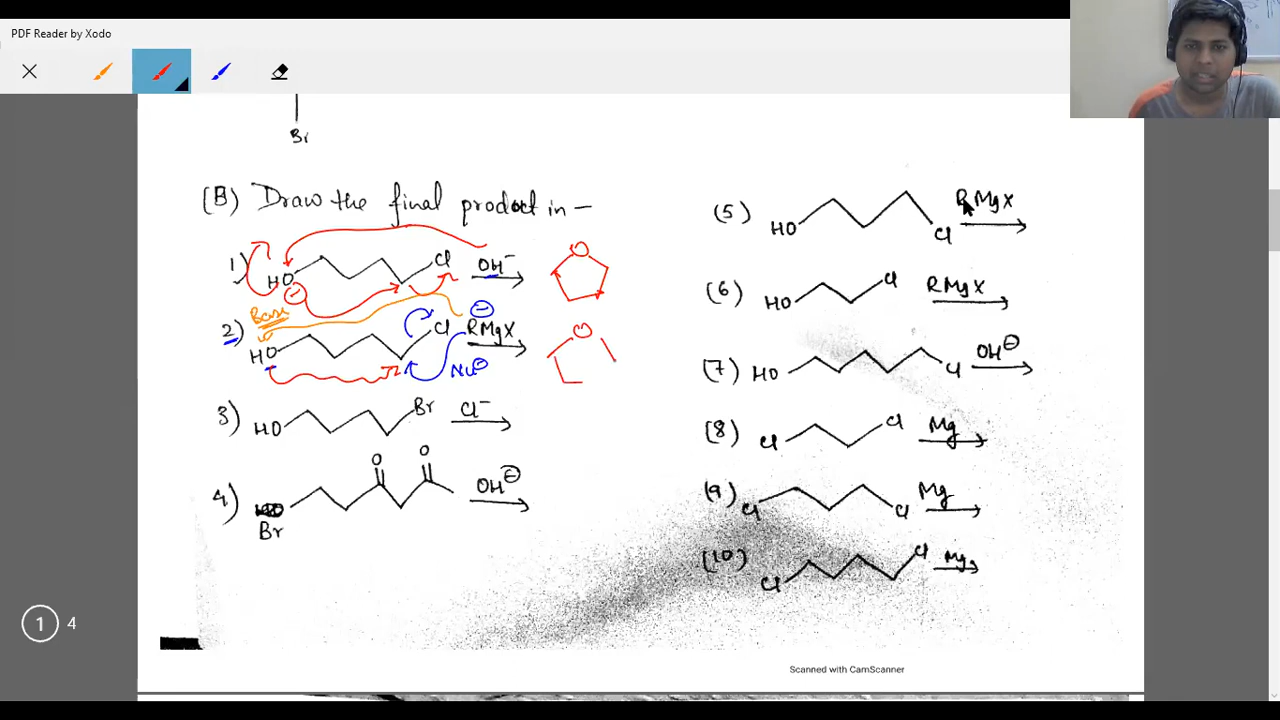 PDF Reader by Xodo
Br
(B) Draw the final product in —
1) HO Cl OH⁻ O
⊖
Base
2) HO Cl ⊖ RMgX O
Nu⊖
3) HO Br Cl⁻
4) Br O O OH⊖
(5) HO Cl RMgX
(6) HO Cl RMgX
(7) HO Cl OH⊖
(8) Cl Cl Mg
(9) Cl Cl Mg
(10) Cl Cl Mg
1 4
Scanned with CamScanner